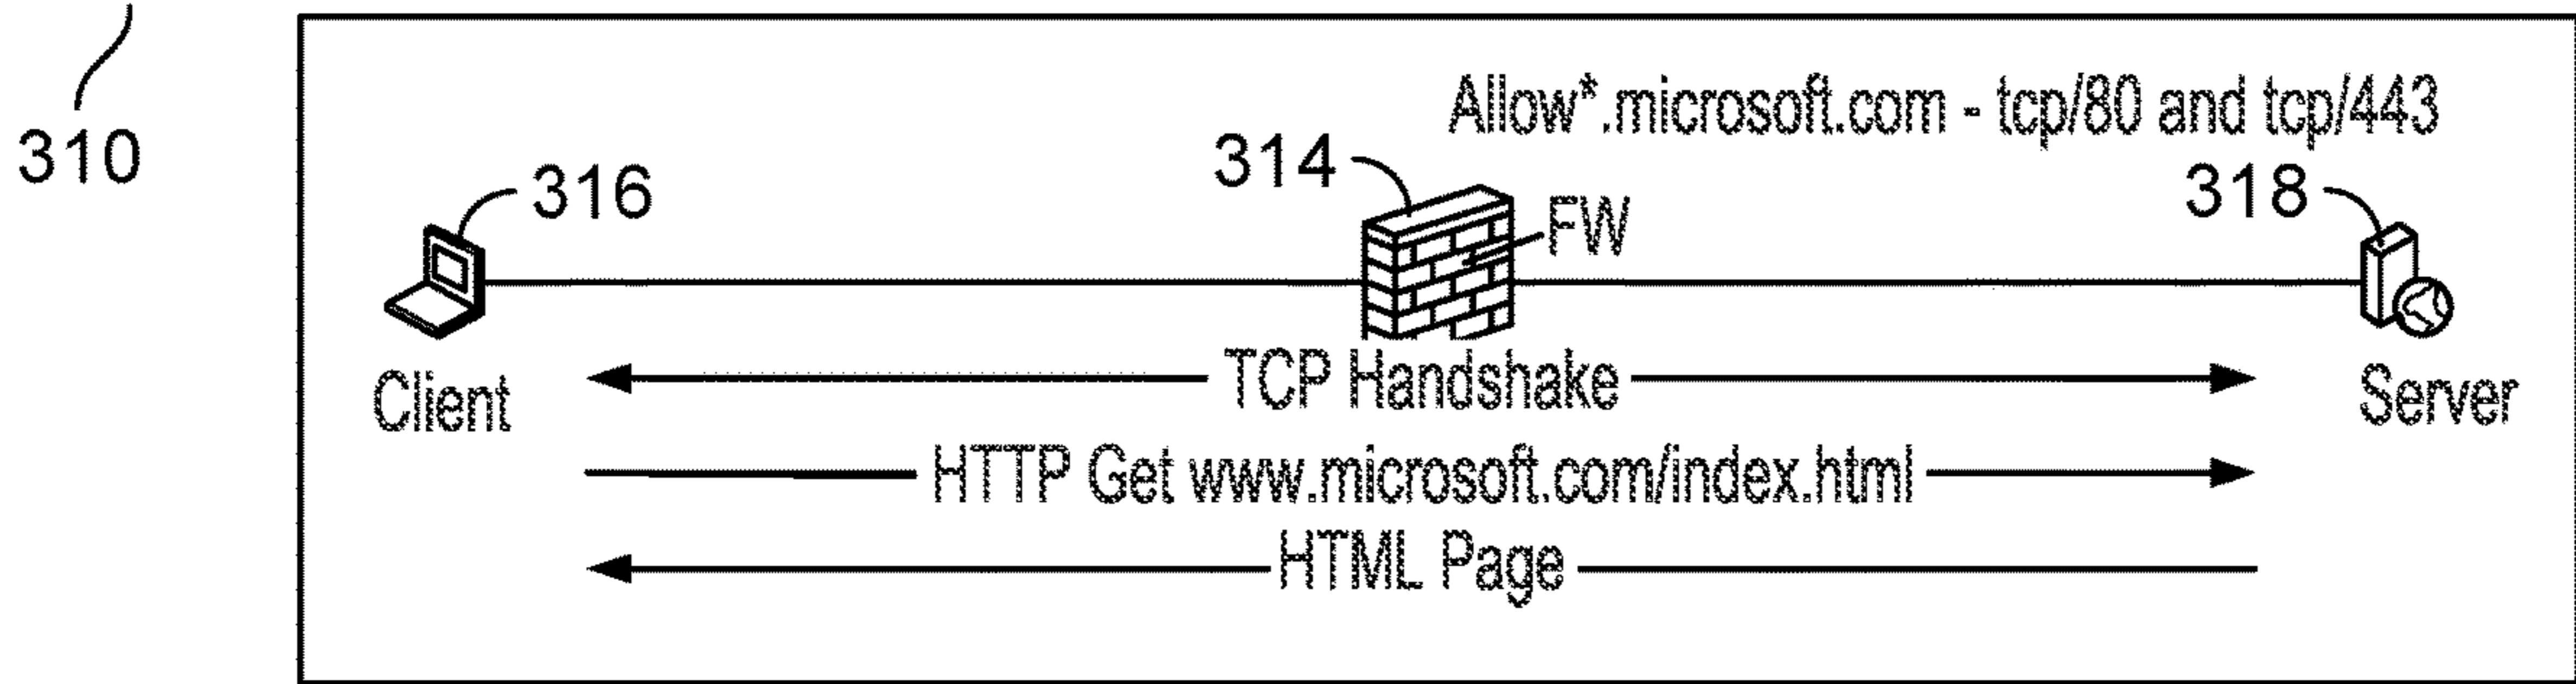 310
Allow*.microsoft.com - tcp/80 and tcp/443
316
314
FW
318
Client
TCP Handshake
Server
HTTP Get www.microsoft.com/index.html
HTML Page